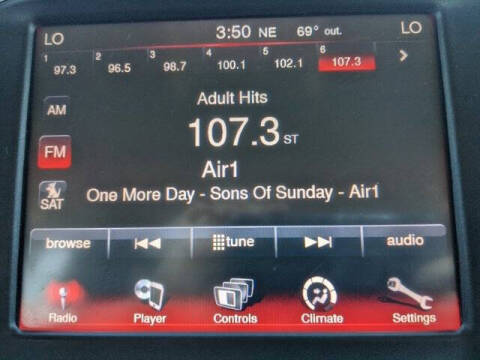 LO 3:50 NE 69° out. LO
1 2 3 4 5 6
97.3 96.5 98.7 100.1 102.1 107.3 >
AM
Adult Hits
FM
107.3 ST
Air1
SAT
One More Day - Sons Of Sunday - Air1
browse tune audio
Radio Player Controls Climate Settings